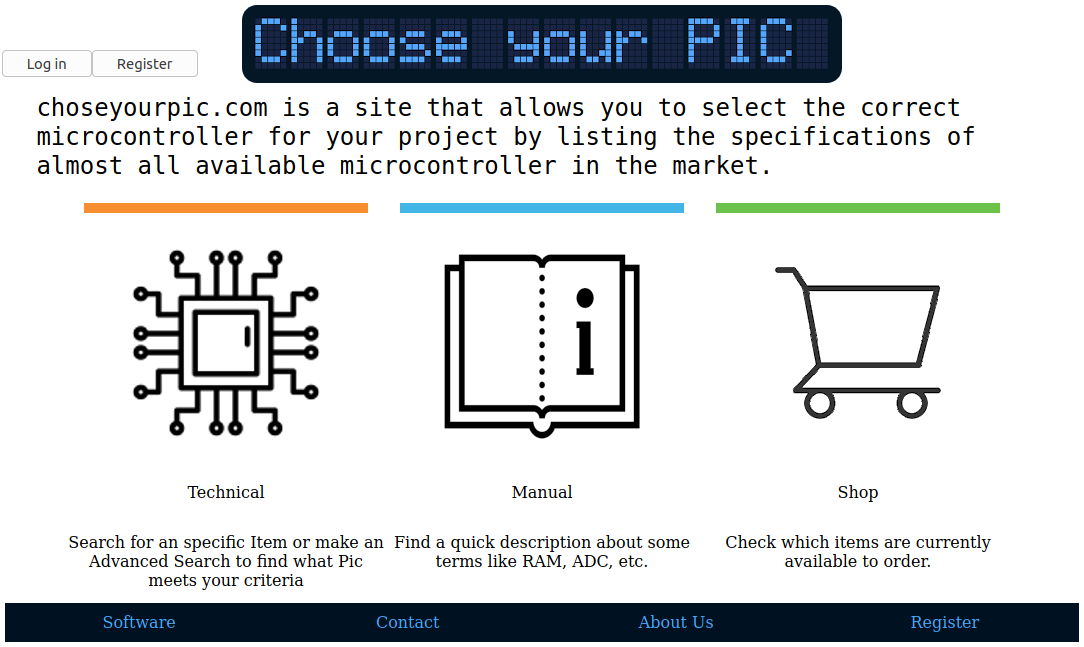 Choose your PIC
Log in
Register
choseyourpic.com is a site that allows you to select the correct
microcontroller for your project by listing the specifications of
almost all available microcontroller in the market.
i
Technical
Search for an specific Item or make an
Advanced Search to find what Pic
meets your criteria
Manual
Find a quick description about some
terms like RAM, ADC, etc.
Shop
Check which items are currently
available to order.
Software
Contact
About Us
Register